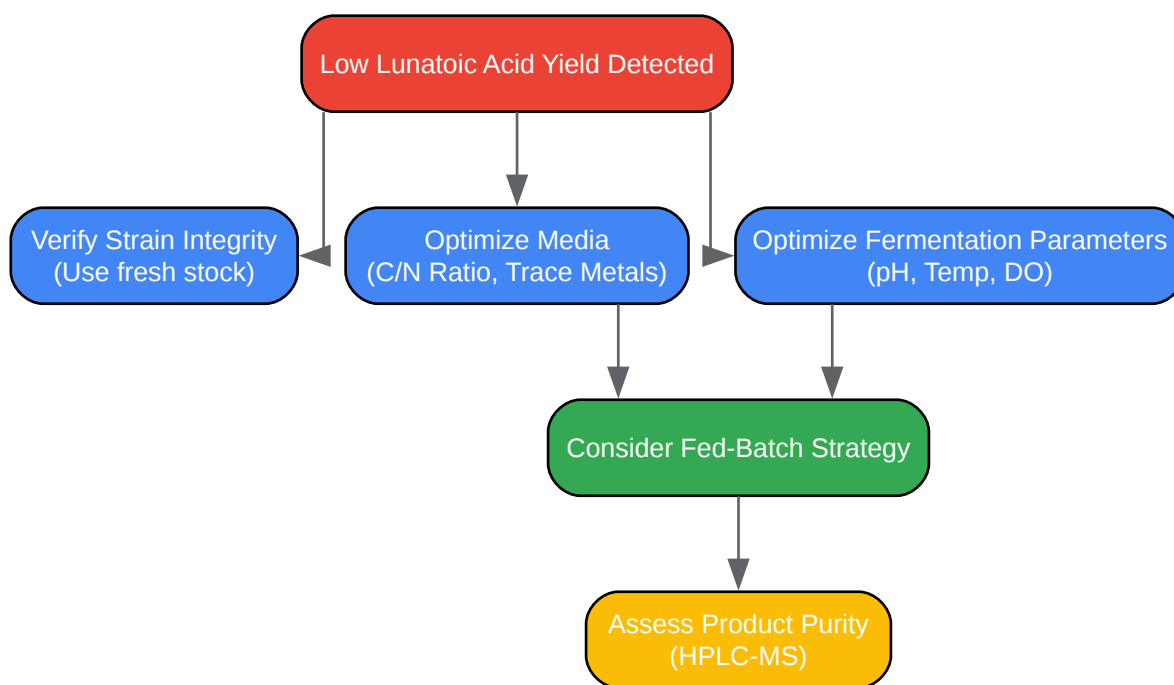 Low Lunatoic Acid Yield Detected
Verify Strain Integrity
(Use fresh stock)
Optimize Media
(C/N Ratio, Trace Metals)
Optimize Fermentation Parameters
(pH, Temp, DO)
Consider Fed-Batch Strategy
Assess Product Purity
(HPLC-MS)